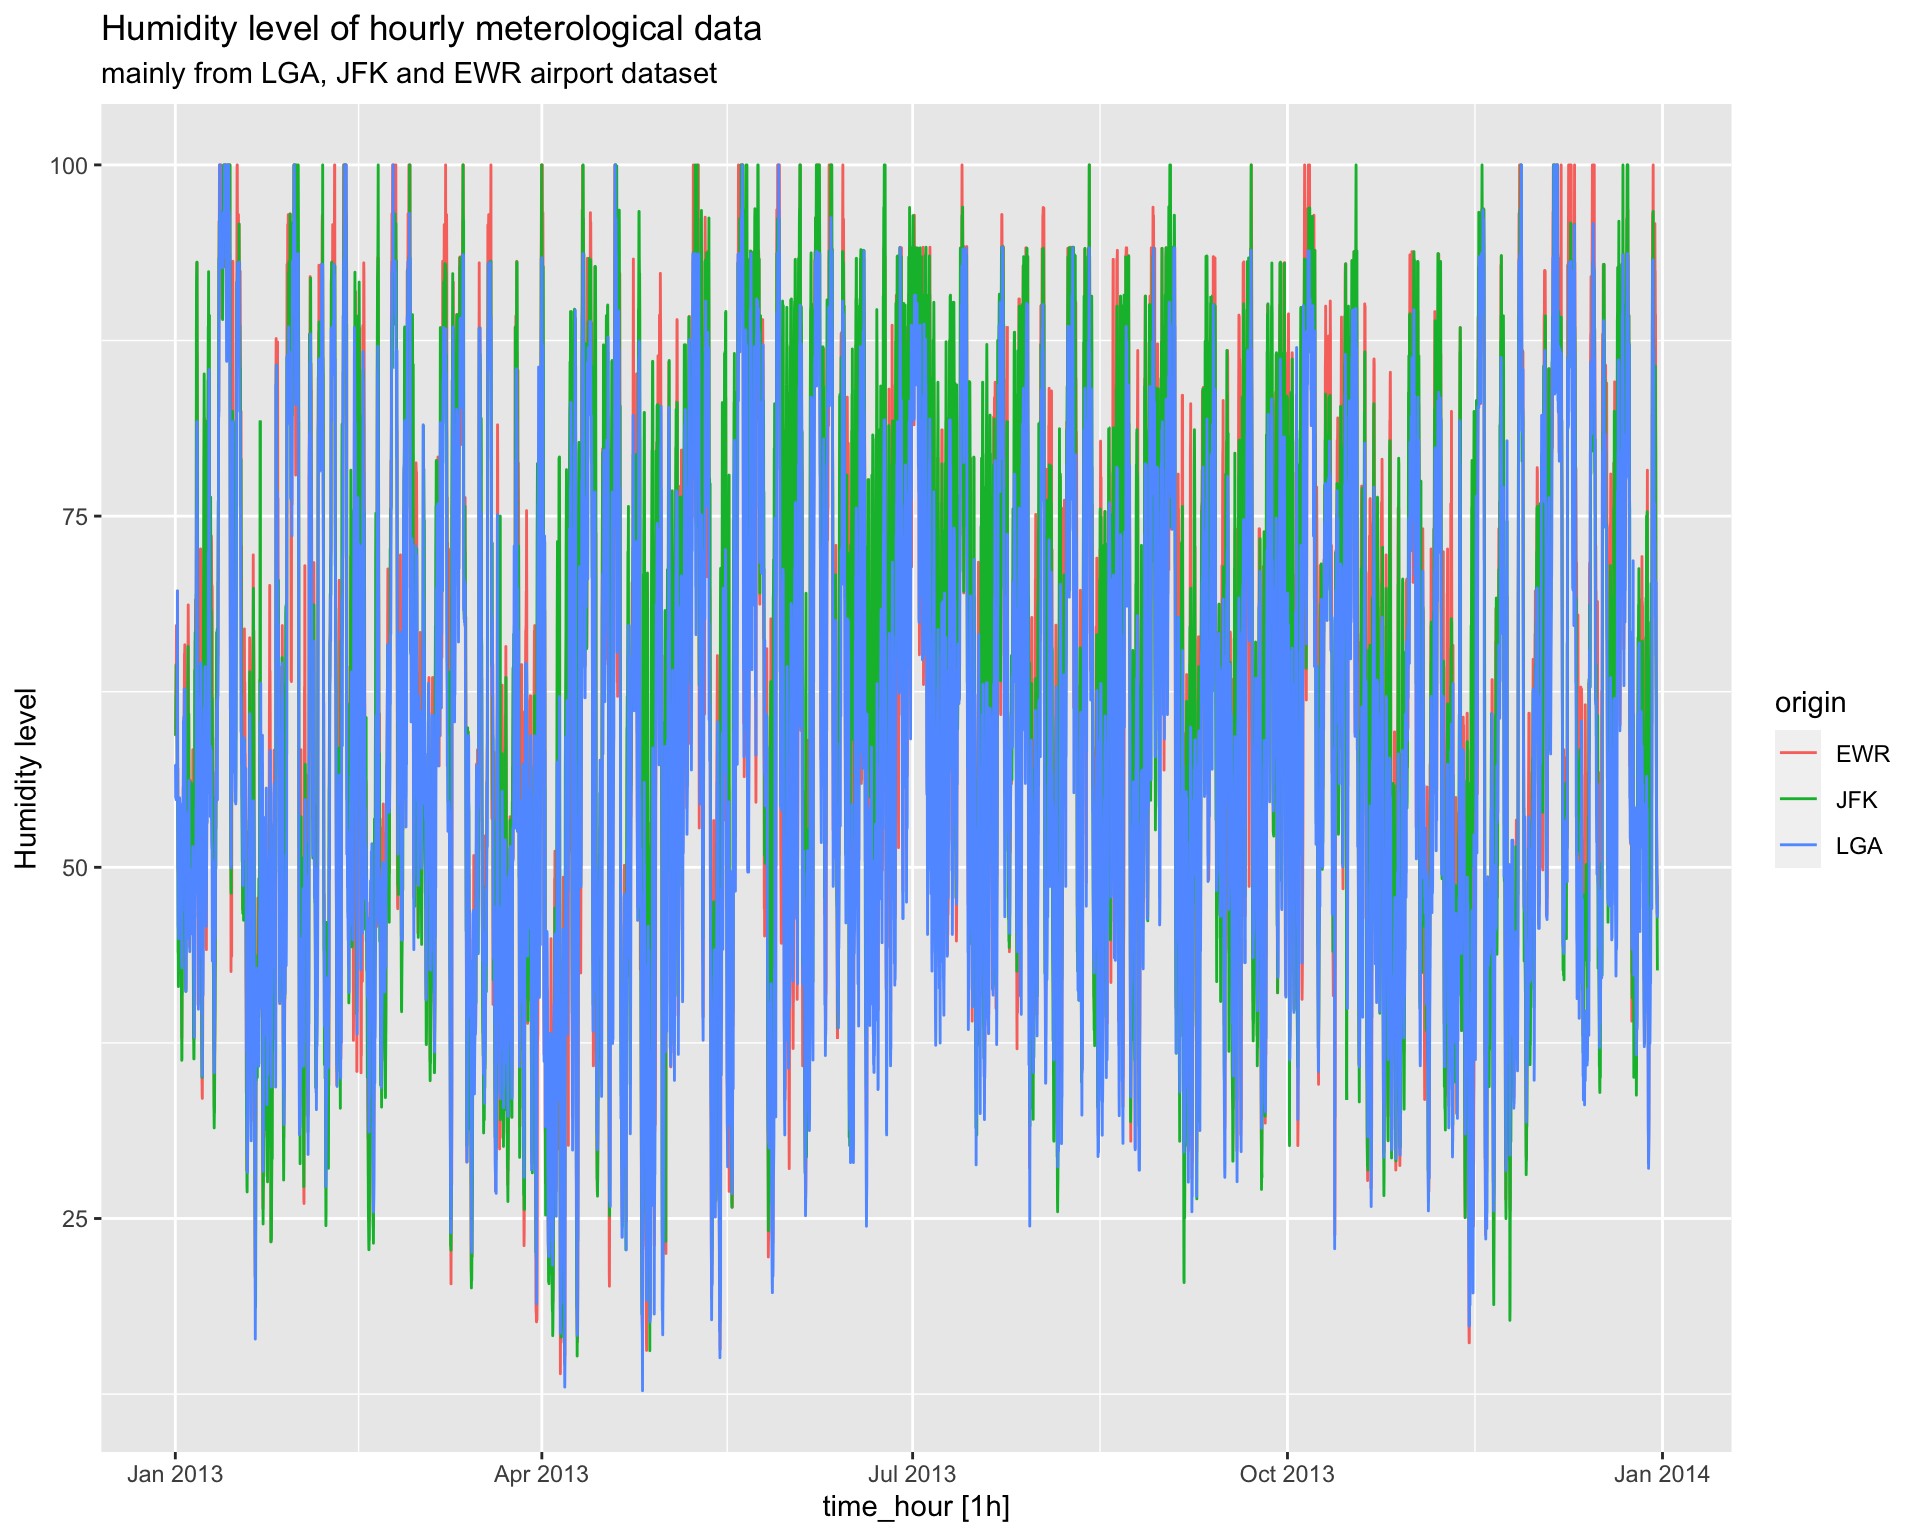 Humidity level of hourly meterological data
mainly from LGA, JFK and EWR airport dataset
Humidity level
100
75
50
25
Jan 2013
Apr 2013
Jul 2013
Oct 2013
Jan 2014
time_hour [1h]
origin
EWR
JFK
LGA